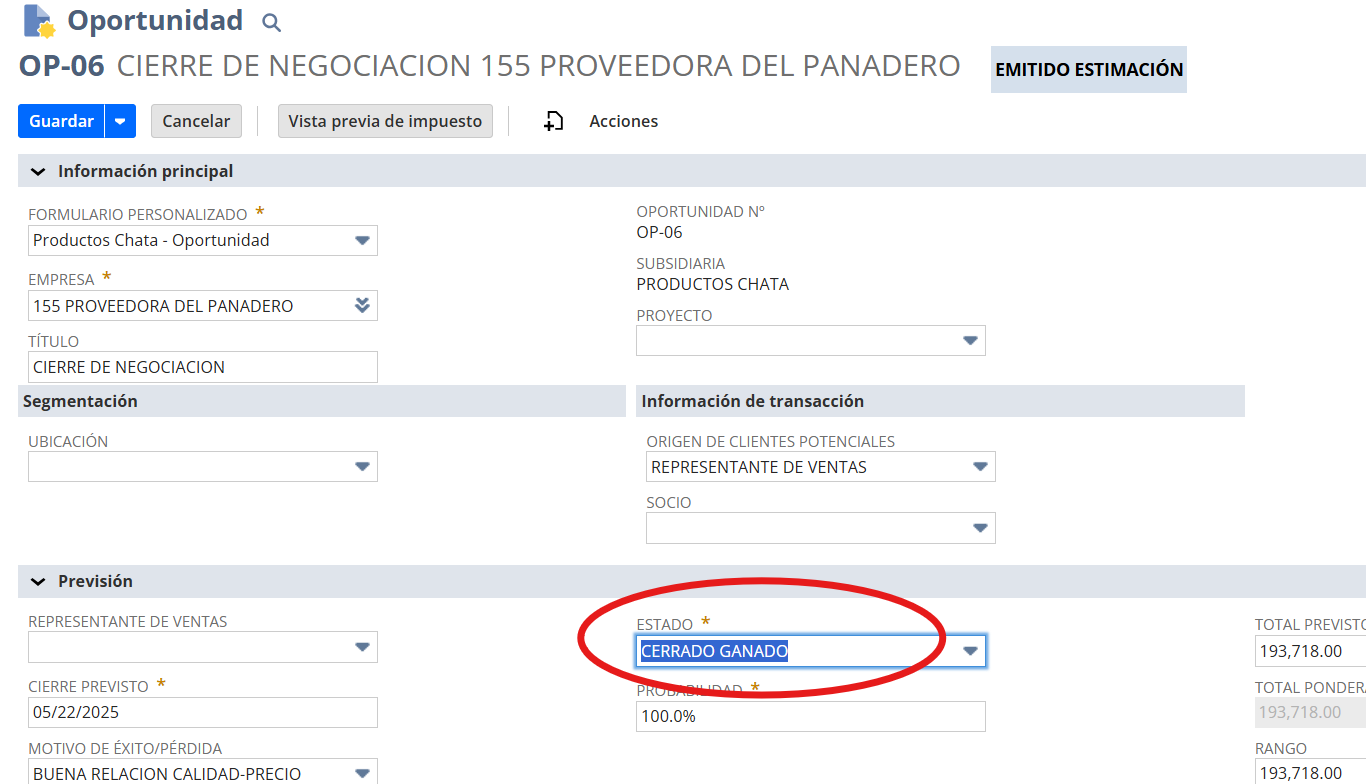 Oportunidad
OP-06 CIERRE DE NEGOCIACION 155 PROVEEDORA DEL PANADERO EMITIDO ESTIMACIÓN
Guardar Cancelar Vista previa de impuesto Acciones
Información principal
FORMULARIO PERSONALIZADO *
Productos Chata - Oportunidad
EMPRESA *
155 PROVEEDORA DEL PANADERO
TÍTULO
CIERRE DE NEGOCIACION
OPORTUNIDAD Nº
OP-06
SUBSIDIARIA
PRODUCTOS CHATA
PROYECTO
Segmentación
UBICACIÓN
Información de transacción
ORIGEN DE CLIENTES POTENCIALES
REPRESENTANTE DE VENTAS
SOCIO
Previsión
REPRESENTANTE DE VENTAS
CIERRE PREVISTO *
05/22/2025
MOTIVO DE ÉXITO/PÉRDIDA
BUENA RELACION CALIDAD-PRECIO
ESTADO *
CERRADO GANADO
PROBABILIDAD *
100.0%
TOTAL PREVISTO
193,718.00
TOTAL PONDERA
193,718.00
RANGO
193,718.00